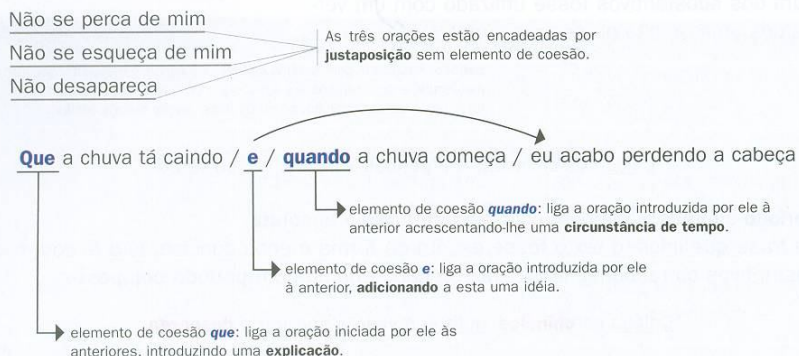 Não se perca de mim
Não se esqueça de mim
Não desapareça
As três orações estão encadeadas por
justaposição sem elemento de coesão.
Que a chuva tá caindo / e / quando a chuva começa / eu acabo perdendo a cabeça
elemento de coesão quando: liga a oração introduzida por ele à
anterior acrescentando-lhe uma circunstância de tempo.
elemento de coesão e: liga a oração introduzida por ele
à anterior, adicionando a esta uma idéia.
elemento de coesão que: liga a oração iniciada por ele às
anteriores, introduzindo uma explicação.